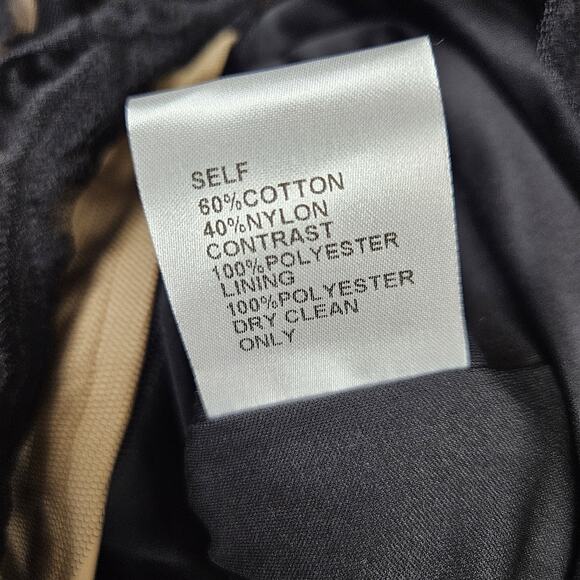 SELF
60%COTTON
40%NYLON
CONTRAST
100%POLYESTER
LINING
100%POLYESTER
DRY CLEAN
ONLY